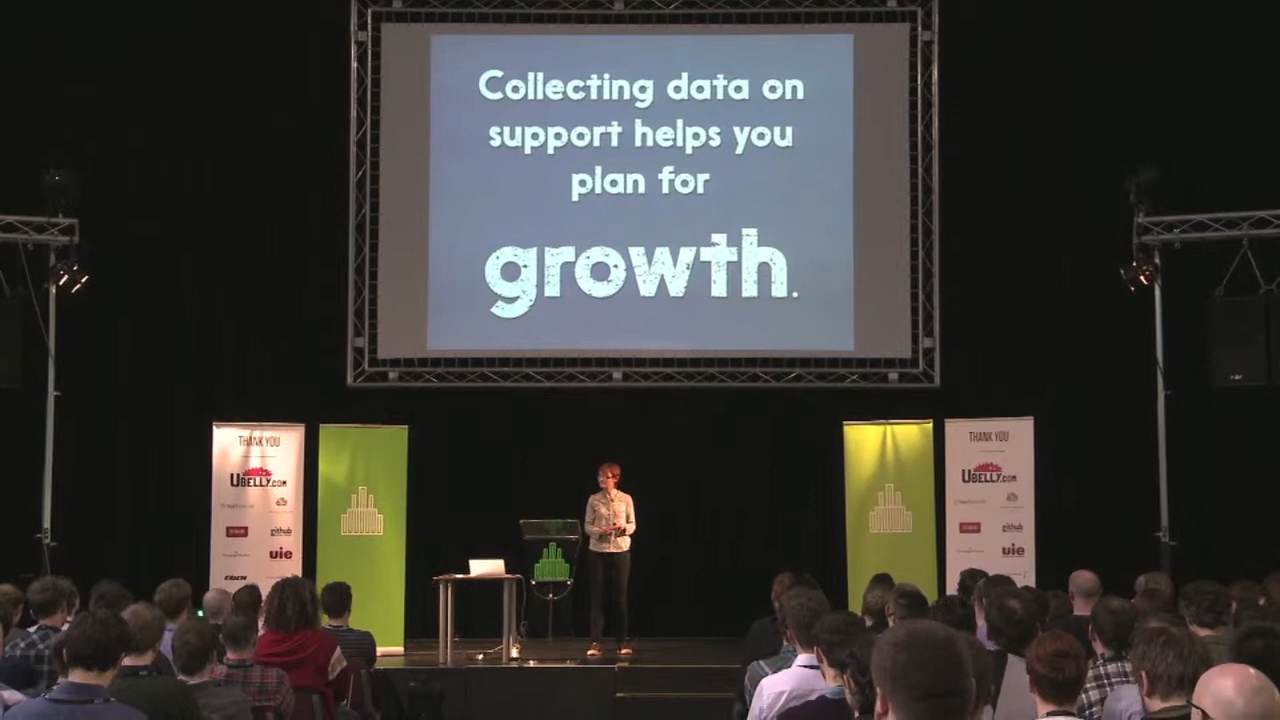 Collecting data on
support helps you
plan for
growth.
THANK YOU
UBELLY.COM
github
uie
THANK YOU
UBELLY.COM
github
uie